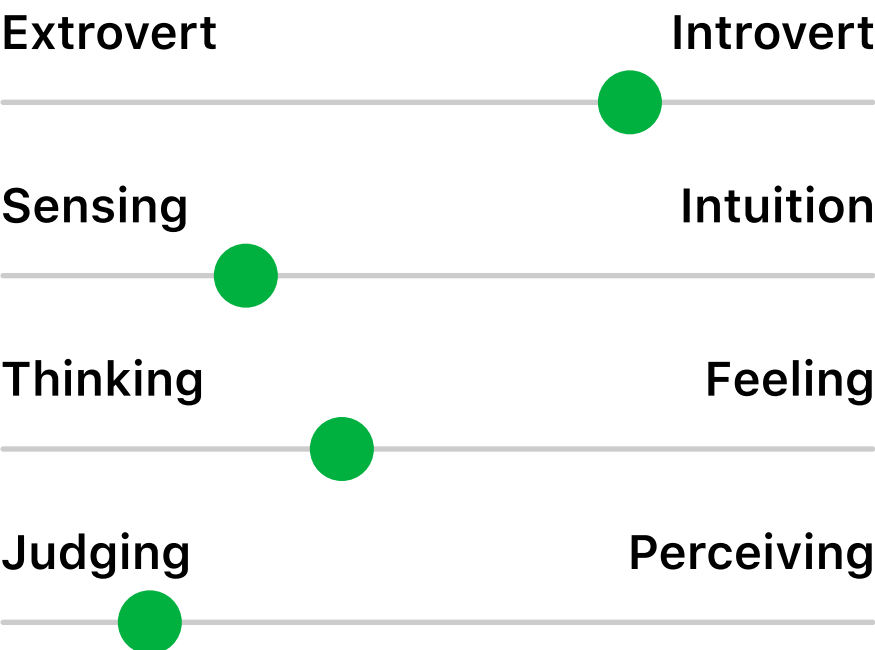 Extrovert Introvert
Sensing Intuition
Thinking Feeling
Judging Perceiving